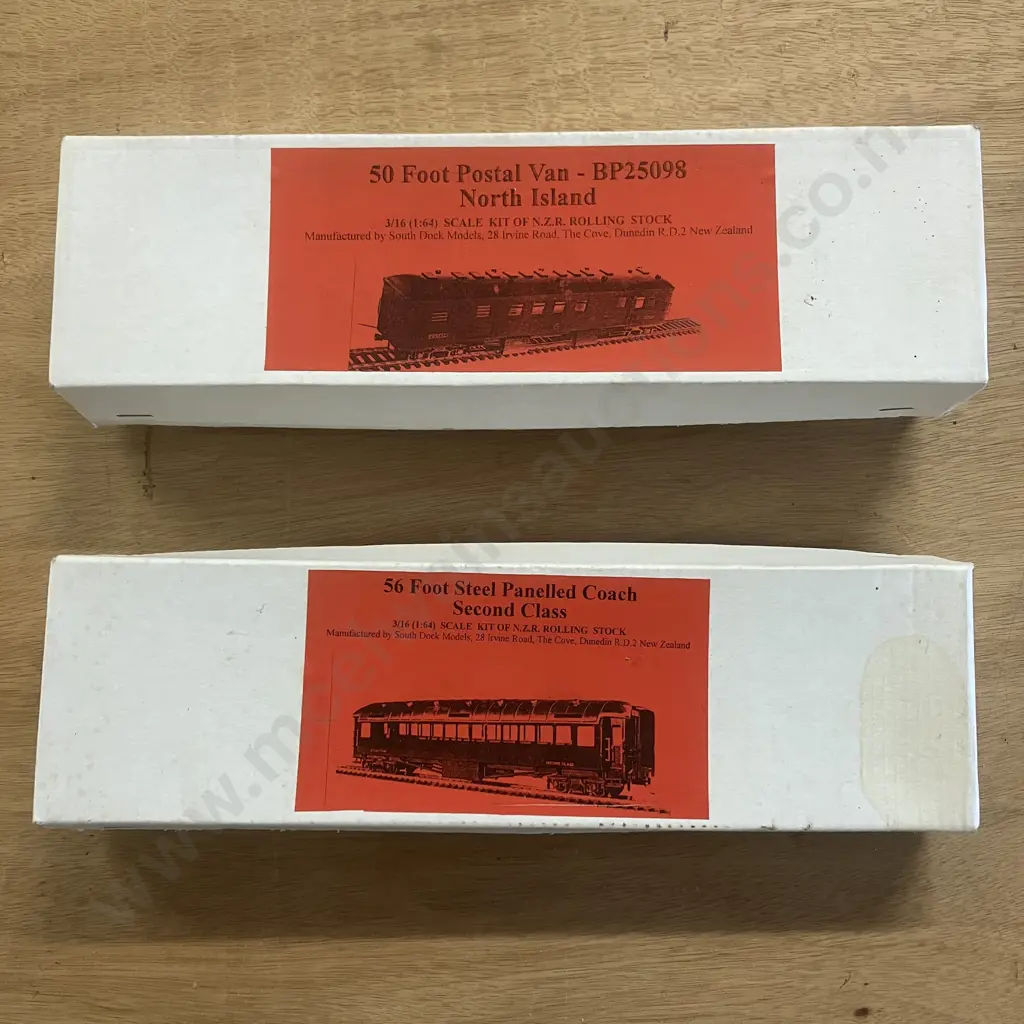 50 Foot Postal Van - BP25098
North Island
3/16 (1:64) SCALE KIT OF N.Z.R. ROLLING STOCK
Manufactured by South Dock Models, 28 Irvine Road, The Cove, Dunedin R.D.2 New Zealand
56 Foot Steel Panelled Coach
Second Class
3/16 (1:64) SCALE KIT OF N.Z.R. ROLLING STOCK
Manufactured by South Dock Models, 28 Irvine Road, The Cove, Dunedin R.D.2 New Zealand